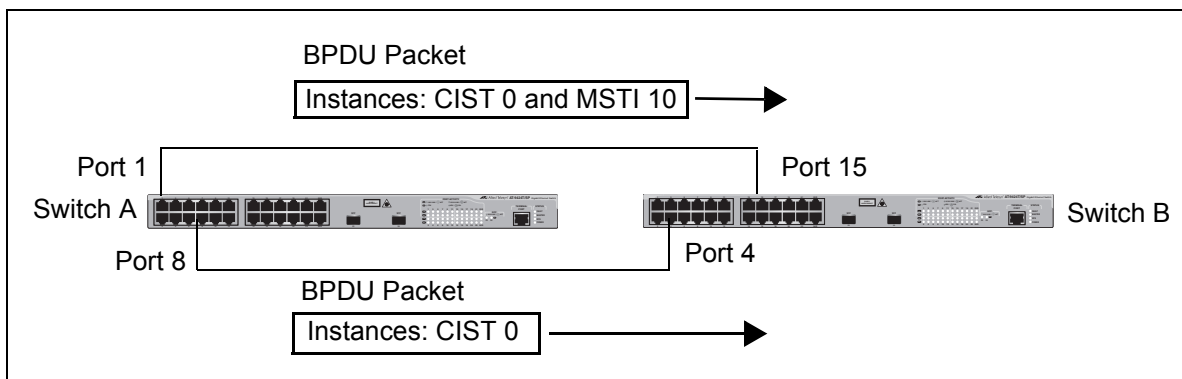 BPDU Packet
Instances: CIST 0 and MSTI 10
Port 1
Port 15
Switch A
Switch B
Port 8
Port 4
BPDU Packet
Instances: CIST 0